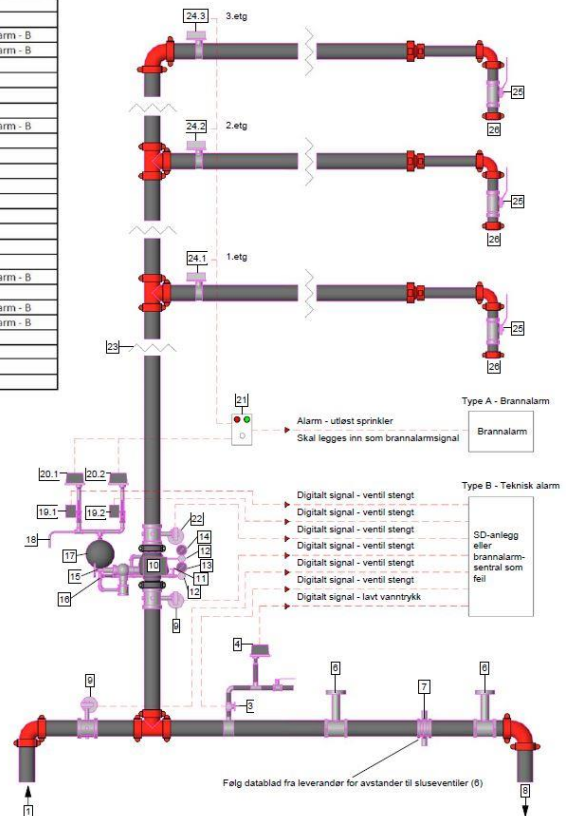 arm - B
arm - B
arm - B
arm - B
arm - B
arm - B
24.3
3.etg
25
26
24.2
2.etg
25
26
24.1
1.etg
25
26
23
21
Alarm - utløst sprinkler
Skal legges inn som brannalarmsignal
Type A - Brannalarm
Brannalarm
20.1
20.2
19.1
19.2
18
17
15
16
22
14
12
10
13
11
12
9
Type B - Teknisk alarm
Digitalt signal - ventil stengt
Digitalt signal - ventil stengt
Digitalt signal - ventil stengt
Digitalt signal - ventil stengt
Digitalt signal - ventil stengt
Digitalt signal - ventil stengt
Digitalt signal - lavt vanntrykk
SD-anlegg
eller
brannalarm-
sentral som
feil
4
9
3
6
7
6
Følg datablad fra leverandør for avstander til sluseventiler (6)
1
8